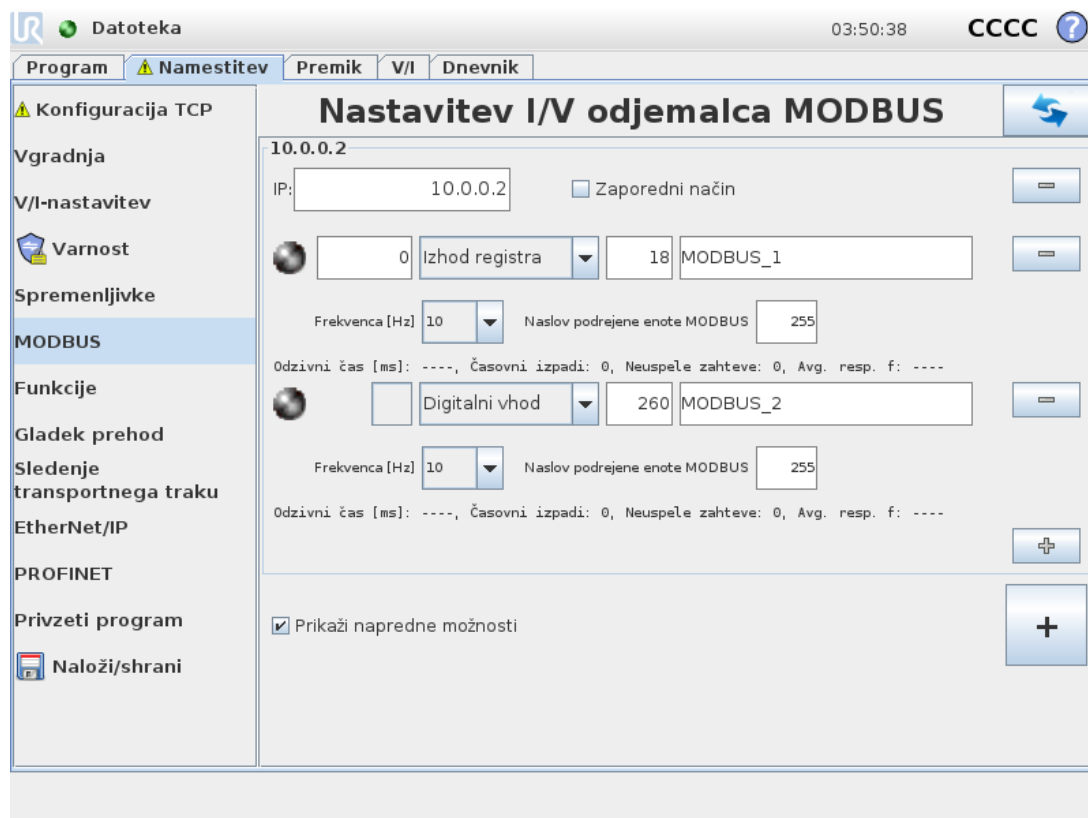 UR Datoteka 03:50:38 CCCC ?
Program Namestitev Premik V/I Dnevnik
Konfiguracija TCP
Vgradnja
V/I-nastavitev
Varnost
Spremenljivke
MODBUS
Funkcije
Gladek prehod
Sledenje
transportnega traku
EtherNet/IP
PROFINET
Privzeti program
Naloži/shrani
Nastavitev I/V odjemalca MODBUS
10.0.0.2
IP: 10.0.0.2 Zaporedni način
0 Izhod registra 18 MODBUS_1
Frekvenca [Hz] 10 Naslov podrejene enote MODBUS 255
Odzivni čas [ms]: ----, Časovni izpadi: 0, Neuspele zahteve: 0, Avg. resp. f: ----
Digitalni vhod 260 MODBUS_2
Frekvenca [Hz] 10 Naslov podrejene enote MODBUS 255
Odzivni čas [ms]: ----, Časovni izpadi: 0, Neuspele zahteve: 0, Avg. resp. f: ----
Prikaži napredne možnosti